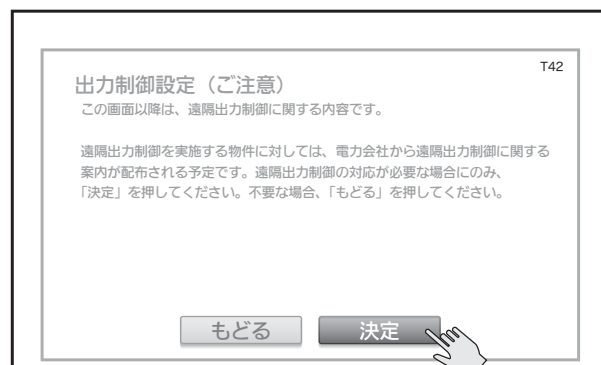 T42
出力制御設定（ご注意）
この画面以降は、遠隔出力制御に関する内容です。
遠隔出力制御を実施する物件に対しては、電力会社から遠隔出力制御に関する
案内が配布される予定です。遠隔出力制御の対応が必要な場合にのみ、
「決定」を押してください。不要な場合、「もどる」を押してください。
もどる
決定